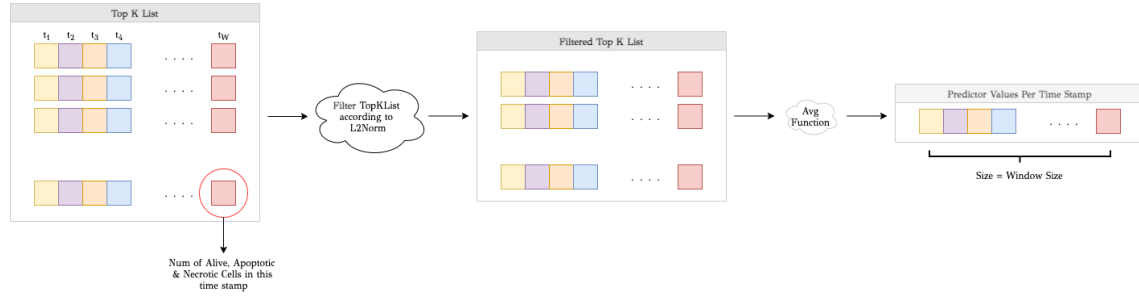 Top K List
t1 t2 t3 t4 . . . . tW
. . . .
. . . .
. . . .
Num of Alive, Apoptotic
& Necrotic Cells in this
time stamp
Filter TopKList
according to
L2Norm
Filtered Top K List
. . . .
. . . .
. . . .
Avg
Function
Predictor Values Per Time Stamp
. . . .
Size = Window Size